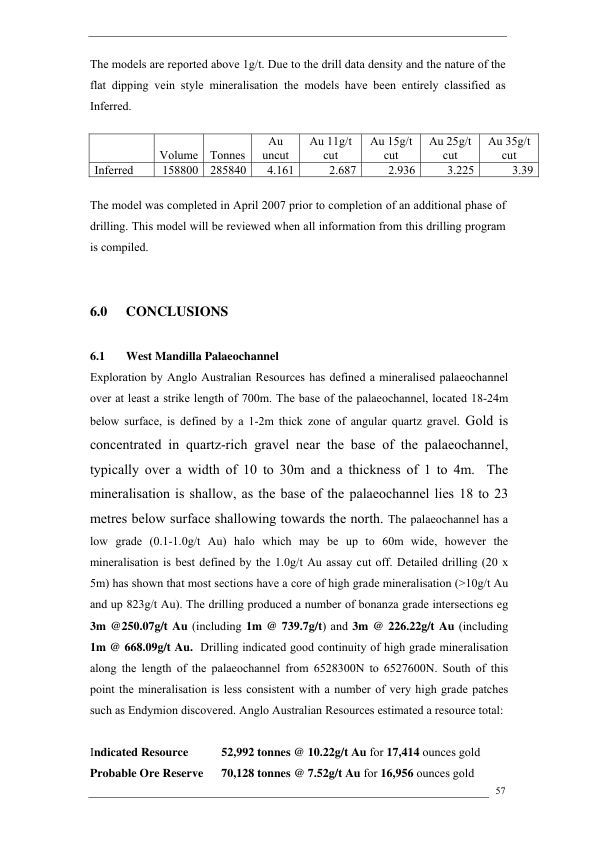 The models are reported above 1g/t. Due to the drill data density and the nature of the
flat dipping vein style mineralisation the models have been entirely classified as
Inferred.
Volume Tonnes Au uncut Au 11g/t cut Au 15g/t cut Au 25g/t cut Au 35g/t cut
Inferred 158800 285840 4.161 2.687 2.936 3.225 3.39
The model was completed in April 2007 prior to completion of an additional phase of
drilling. This model will be reviewed when all information from this drilling program
is compiled.
6.0 CONCLUSIONS
6.1 West Mandilla Palaeochannel
Exploration by Anglo Australian Resources has defined a mineralised palaeochannel
over at least a strike length of 700m. The base of the palaeochannel, located 18-24m
below surface, is defined by a 1-2m thick zone of angular quartz gravel. Gold is
concentrated in quartz-rich gravel near the base of the palaeochannel,
typically over a width of 10 to 30m and a thickness of 1 to 4m. The
mineralisation is shallow, as the base of the palaeochannel lies 18 to 23
metres below surface shallowing towards the north. The palaeochannel has a
low grade (0.1-1.0g/t Au) halo which may be up to 60m wide, however the
mineralisation is best defined by the 1.0g/t Au assay cut off. Detailed drilling (20 x
5m) has shown that most sections have a core of high grade mineralisation (>10g/t Au
and up 823g/t Au). The drilling produced a number of bonanza grade intersections eg
3m @250.07g/t Au (including 1m @ 739.7g/t) and 3m @ 226.22g/t Au (including
1m @ 668.09g/t Au. Drilling indicated good continuity of high grade mineralisation
along the length of the palaeochannel from 6528300N to 6527600N. South of this
point the mineralisation is less consistent with a number of very high grade patches
such as Endymion discovered. Anglo Australian Resources estimated a resource total:
Indicated Resource 52,992 tonnes @ 10.22g/t Au for 17,414 ounces gold
Probable Ore Reserve 70,128 tonnes @ 7.52g/t Au for 16,956 ounces gold
57